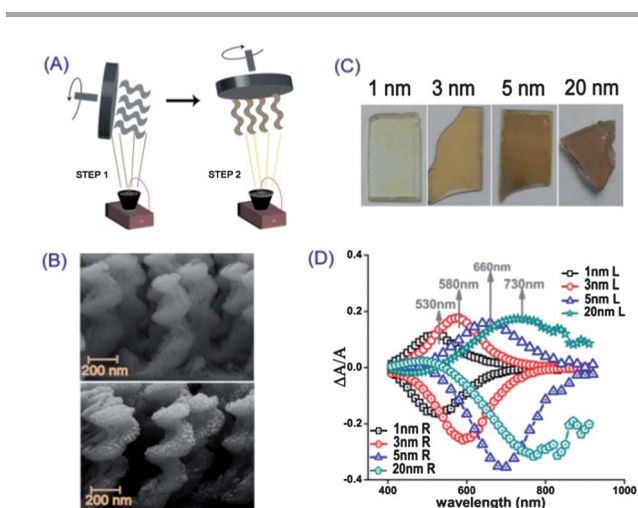 (A)
STEP 1
STEP 2
(B)
200 nm
200 nm
(C)
1 nm 3 nm 5 nm 20 nm
(D)
660nm
580nm
730nm
530nm
1nm L
3nm L
5nm L
20nm L
1nm R
3nm R
5nm R
20nm R
0.4
0.2
0.0
-0.2
-0.4
ΔA/A
400 600 800 1000
wavelength (nm)